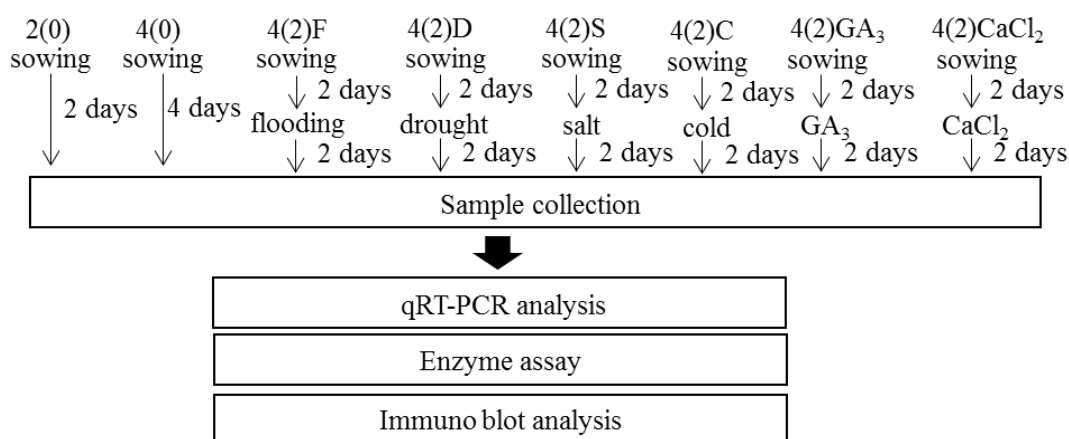 2(0) 4(0) 4(2)F 4(2)D 4(2)S 4(2)C 4(2)GA₃ 4(2)CaCl₂
sowing sowing sowing sowing sowing sowing sowing sowing
2 days 4 days 2 days 2 days 2 days 2 days 2 days 2 days
flooding drought salt cold GA₃ CaCl₂
2 days 2 days 2 days 2 days 2 days 2 days
Sample collection
qRT-PCR analysis
Enzyme assay
Immuno blot analysis